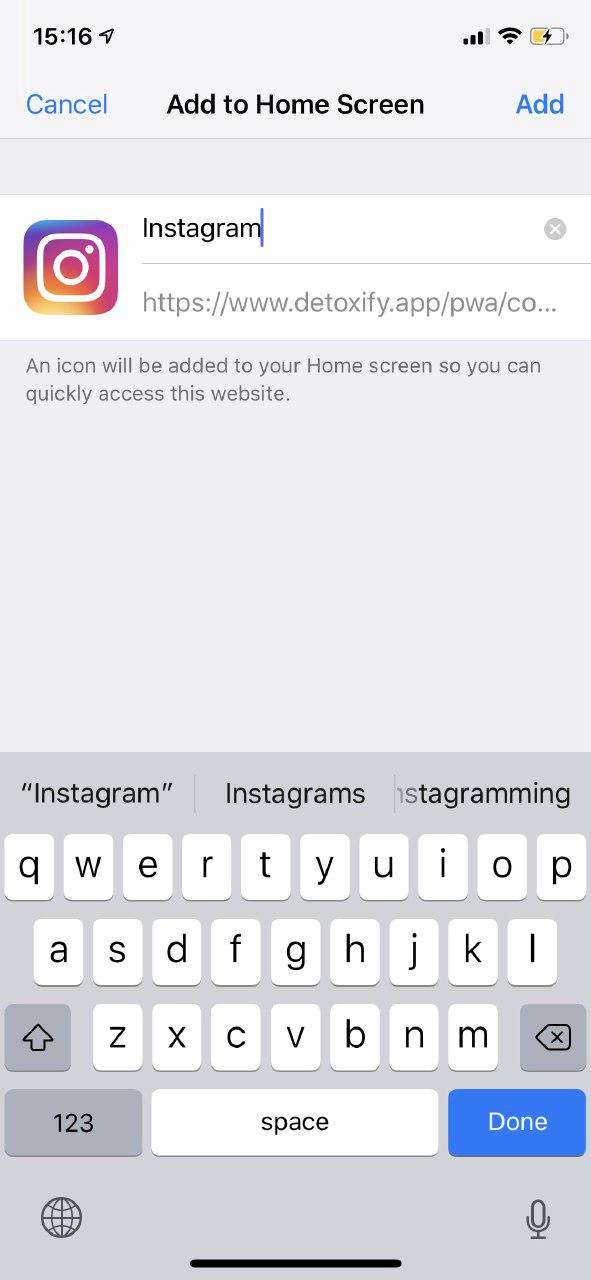 15:16
Cancel Add to Home Screen Add
Instagram
https://www.detoxify.app/pwa/co...
An icon will be added to your Home screen so you can
quickly access this website.
“Instagram” Instagrams nstagramming
q w e r t y u i o p
a s d f g h j k l
z x c v b n m
123 space Done